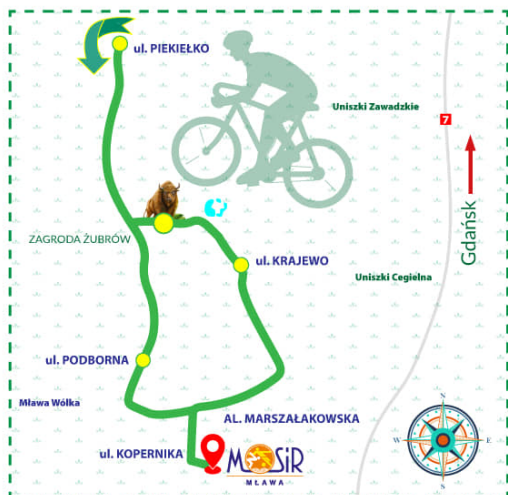 ul. PIEKIEŁKO
Uniszki Zawadzkie
7
Gdańsk
ZAGRODA ŻUBRÓW
ul. KRAJEWO
Uniszki Cegielna
ul. PODBORNA
Mława Wólka
AL. MARSZAŁAKOWSKA
ul. KOPERNIKA
MOSiR
MŁAWA
N
W
E
S